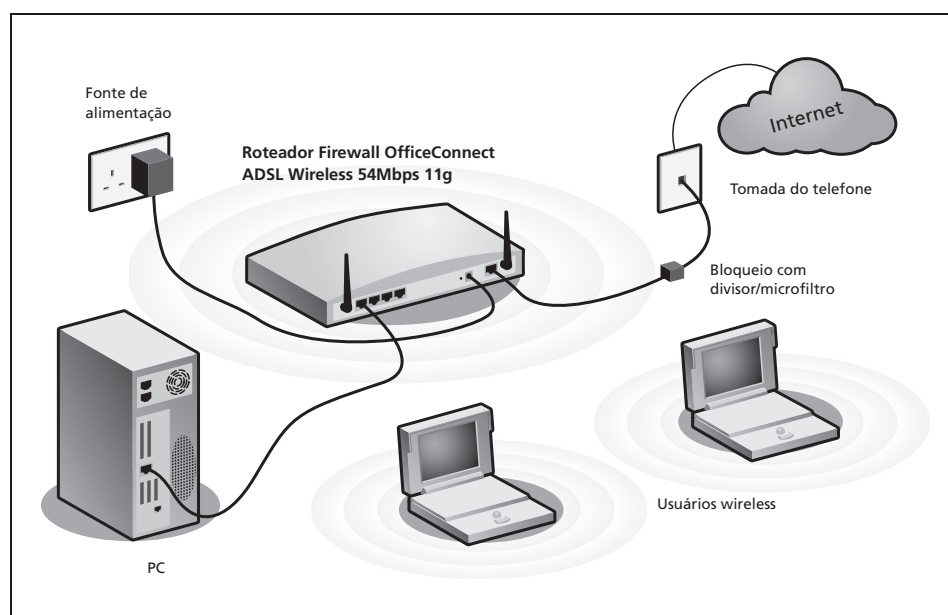 Fonte de
alimentação
Roteador Firewall OfficeConnect
ADSL Wireless 54Mbps 11g
Internet
Tomada do telefone
Bloqueio com
divisor/microfiltro
Usuários wireless
PC